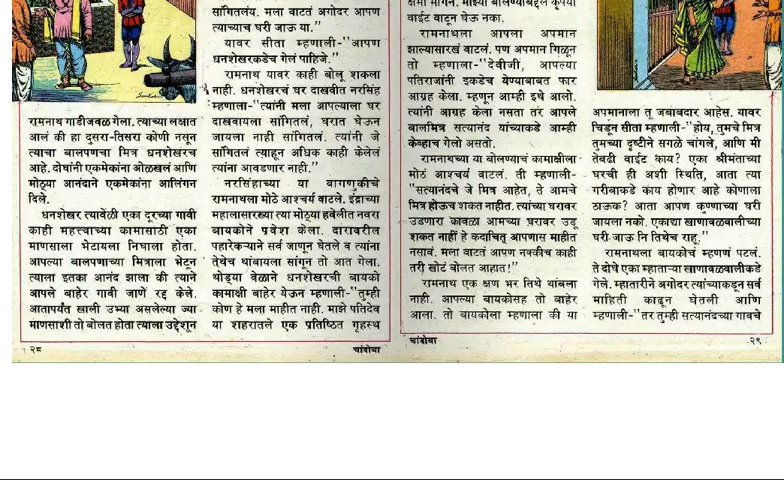 रामनाथ गाडीजवळ गेला. त्याच्या लक्षात
आलं की हा दुसरा-तिसरा कोणी नसून
त्याचा बालपणचा मित्र धनशेखरच
आहे. दोघांनी एकमेकांना ओळखलं आणि
मोठ्या आनंदाने एकमेकांना आलिंगन
दिले.
धनशेखर त्यावेळी एका दूरच्या गावी
काही महत्त्वाच्या कामासाठी एका
माणसाला भेटायला निघाला होता.
आपल्या बालपणाच्या मित्राला भेटून
त्याला इतका आनंद झाला की त्याने
आपले बाहेर गावी जाणें रद्द केले.
आतापर्यंत खाली उभ्या असलेल्या ज्या
माणसाशी तो बोलत होता त्याला उद्देशून
२८
सांगितलंय. मला वाटतं अगोदर आपण
त्याच्याच घरी जाऊ या.”
यावर सीता म्हणाली-“आपण
धनशेखरकडेच गेलं पाहिजे.”
रामनाथ यावर काही बोलू शकला
नाही. धनशेखरचं घर दाखवीत नरसिंह
म्हणाला-“त्यांनी मला आपल्याला घर
दाखवायला सांगितलं, घरात घेऊन
जायला नाही सांगितलं. त्यांनी जे
सांगितलं त्याहून अधिक काही केलेलं
त्यांना आवडणार नाही.”
नरसिंहाच्या या वागणुकीचे
रामनाथला मोठे आश्चर्य वाटले. इंद्राच्या
महालासारख्या त्या मोठ्या हवेलीत नवरा
बायकोने प्रवेश केला. दारावरील
पहारेकऱ्याने सर्व जाणून घेतले व त्यांना
तेथेच थांबायला सांगून तो आत गेला.
थोड्या वेळाने धनशेखरची बायको
कामाक्षी बाहेर येऊन म्हणाली-“तुम्ही
कोण हे मला माहीत नाही. माझे पतिदेव
या शहरातले एक प्रतिष्ठित गृहस्थ
चांदोबा
क्षमा मागेन. माझ्या बोलण्याबद्दल कृपया
वाईट वाटून घेऊ नका.
रामनाथला आपला अपमान
झाल्यासारखं वाटलं. पण अपमान गिळून
तो म्हणाला-“देवीजी, आपल्या
पतिराजांनी इकडेच येण्याबाबत फार
आग्रह केला. म्हणून आम्ही इथे आलो.
त्यांनी आग्रह केला नसता तर आपले
बालमित्र सत्यानंद यांच्याकडे आम्ही
केव्हाच गेलो असतो.
रामनाथच्या या बोलण्याचं कामाक्षीला
मोठं आश्चर्य वाटलं. ती म्हणाली-
“सत्यानंदचे जे मित्र आहेत, ते आमचे
मित्र होऊच शकत नाहीत. त्यांच्या घरावर
उडणारा कावळा आमच्या घरावर उडू
शकत नाहीं हे कदाचित् आपणास माहीत
नसावं. मला वाटतं आपण नक्कीच काही
तरी खोटं बोलत आहात!”
रामनाथ एक क्षण भर तिथे थांबला
नाही. आपल्या बायकोसह तो बाहेर
आला. तो बायकोला म्हणाला की या
चांदोबा
अपमानाला तू जबाबदार आहेस. यावर
चिडून सीता म्हणाली-“होय, तुमचे मित्र
तुमच्या दृष्टीने सगळे चांगले, आणि मी
तेवढी वाईट काय? एका श्रीमंताच्या
घरची ही अशी स्थिति, आता त्या
गरीबाकडे काय होणार आहे कोणाला
ठाऊक? आता आपण कुणाच्या घरी
जायला नको. एकाद्या खाणावळबालीच्या
घरी जाऊ नि तिथेच राहू.”
रामनाथला बायकोचं म्हणणं पटलं.
ते दोघे एका म्हाताऱ्या खाणावळबालीकडे
गेले. म्हातारीने अगोदर त्यांच्याकडून सर्व
माहिती काढून घेतली आणि
म्हणाली-“तर तुम्ही सत्यानंदच्या गावचे
२९